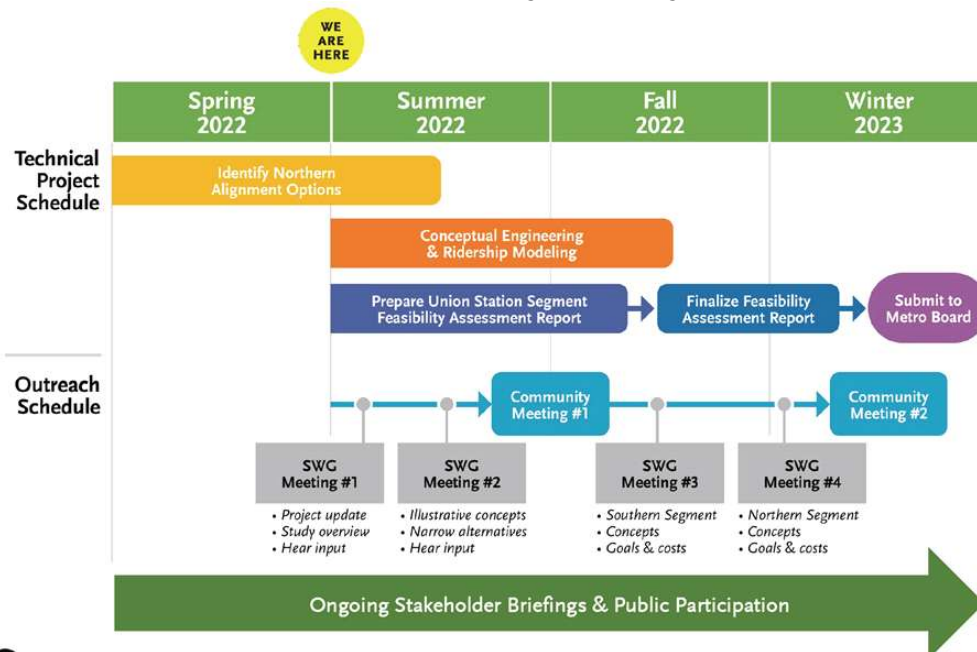 WE
ARE
HERE
Spring
2022
Summer
2022
Fall
2022
Winter
2023
Technical
Project
Schedule
Identify Northern
Alignment Options
Conceptual Engineering
& Ridership Modeling
Prepare Union Station Segment
Feasibility Assessment Report
Finalize Feasibility
Assessment Report
Submit to
Metro Board
Outreach
Schedule
Community
Meeting #1
Community
Meeting #2
SWG
Meeting #1
• Project update
• Study overview
• Hear input
SWG
Meeting #2
• Illustrative concepts
• Narrow alternatives
• Hear input
SWG
Meeting #3
• Southern Segment
• Concepts
• Goals & costs
SWG
Meeting #4
• Northern Segment
• Concepts
• Goals & costs
Ongoing Stakeholder Briefings & Public Participation